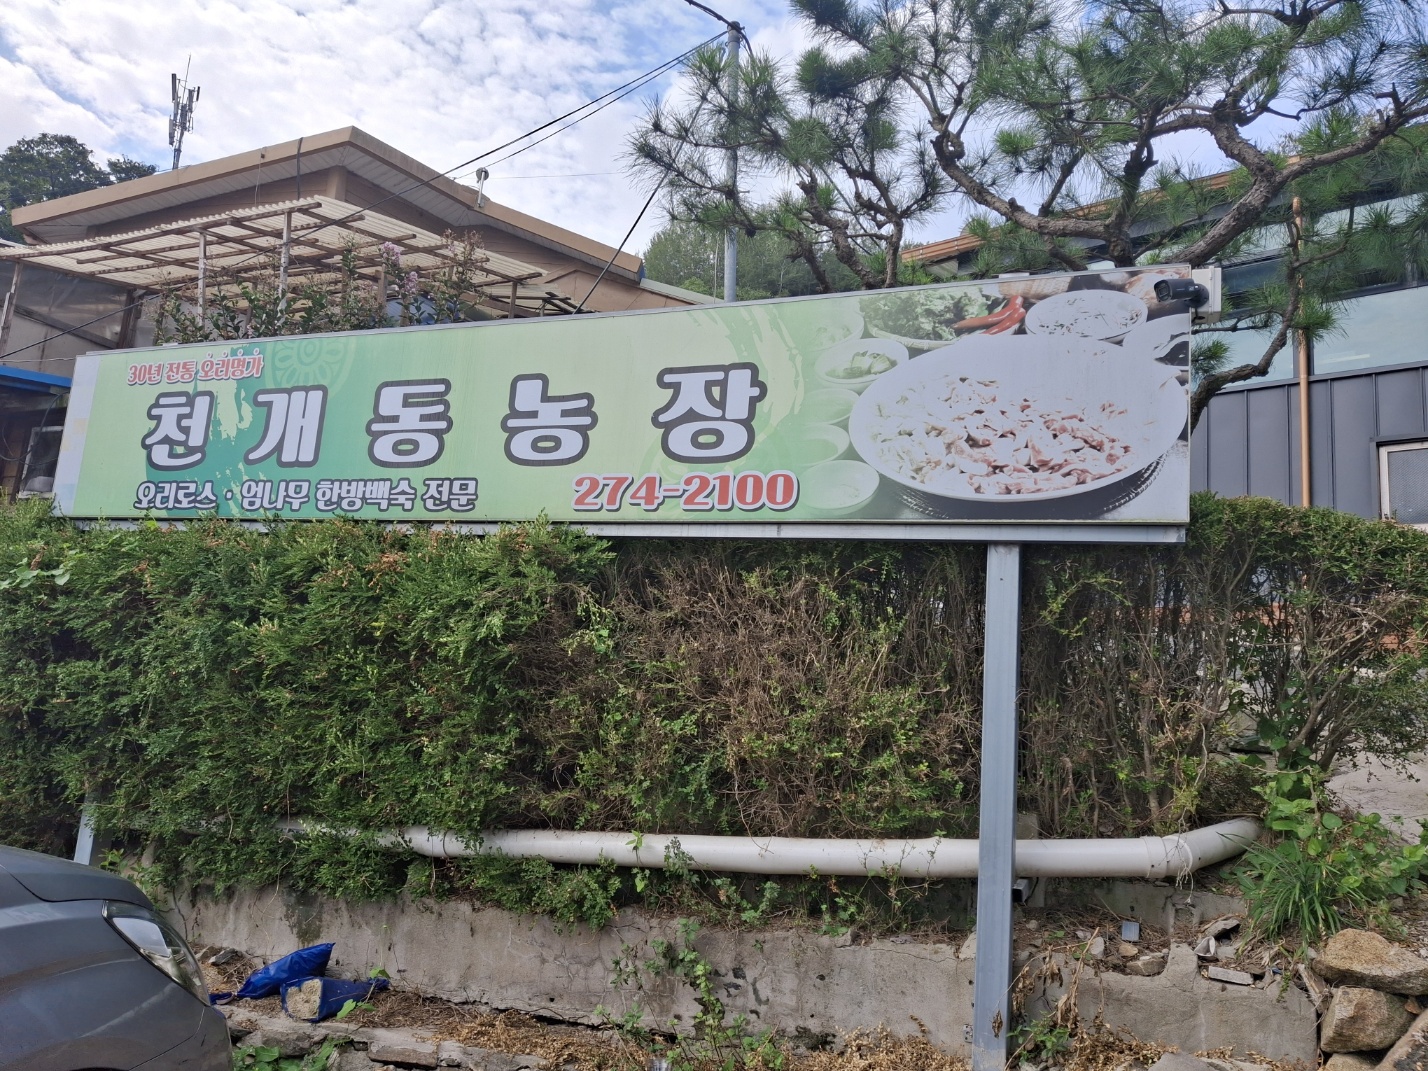 30년 전통 오리명가
천개동농장
오리로스 · 엄나무 한방백숙 전문 274-2100